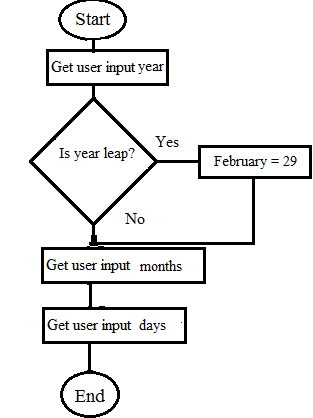 Start
Get user input year
Is year leap?
Yes
February = 29
No
Get user input months
Get user input days
End